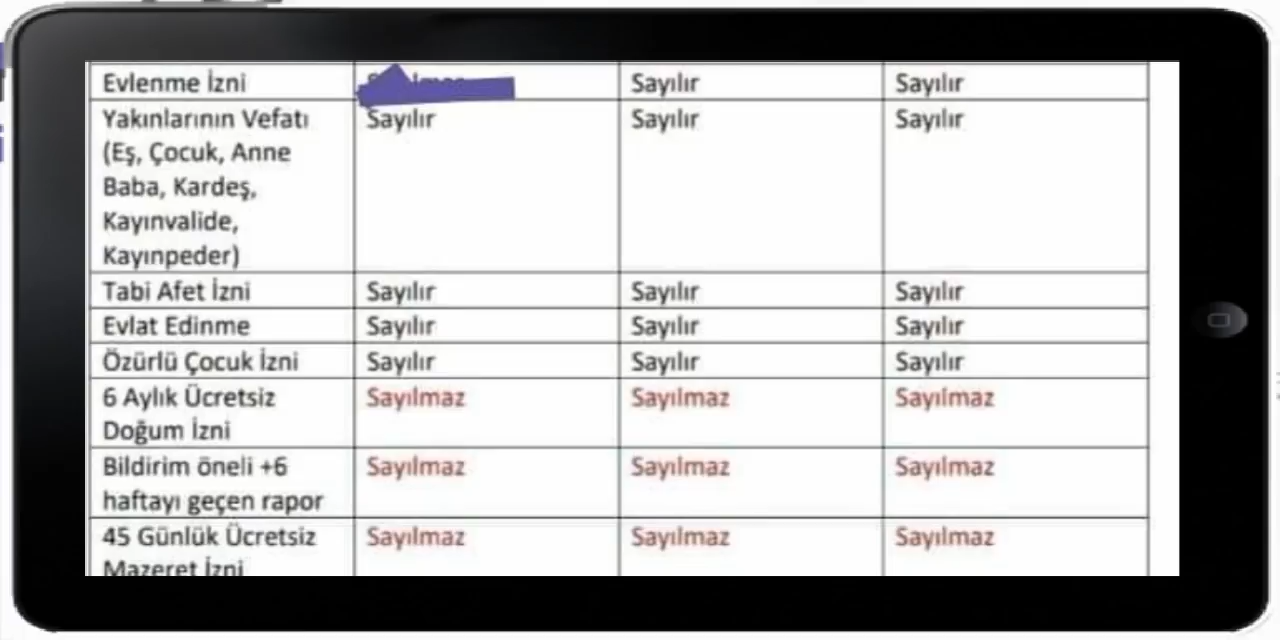 Evlenme İzni Sayılır Sayılır
Yakınlarının Vefatı Sayılır Sayılır Sayılır
(Eş, Çocuk, Anne
Baba, Kardeş,
Kayınvalide,
Kayınpeder)
Tabi Afet İzni Sayılır Sayılır Sayılır
Evlat Edinme Sayılır Sayılır Sayılır
Özürlü Çocuk İzni Sayılır Sayılır Sayılır
6 Aylık Ücretsiz Sayılmaz Sayılmaz Sayılmaz
Doğum İzni
Bildirim öneli +6 Sayılmaz Sayılmaz Sayılmaz
haftayı geçen rapor
45 Günlük Ücretsiz Sayılmaz Sayılmaz Sayılmaz
Mazeret İzni